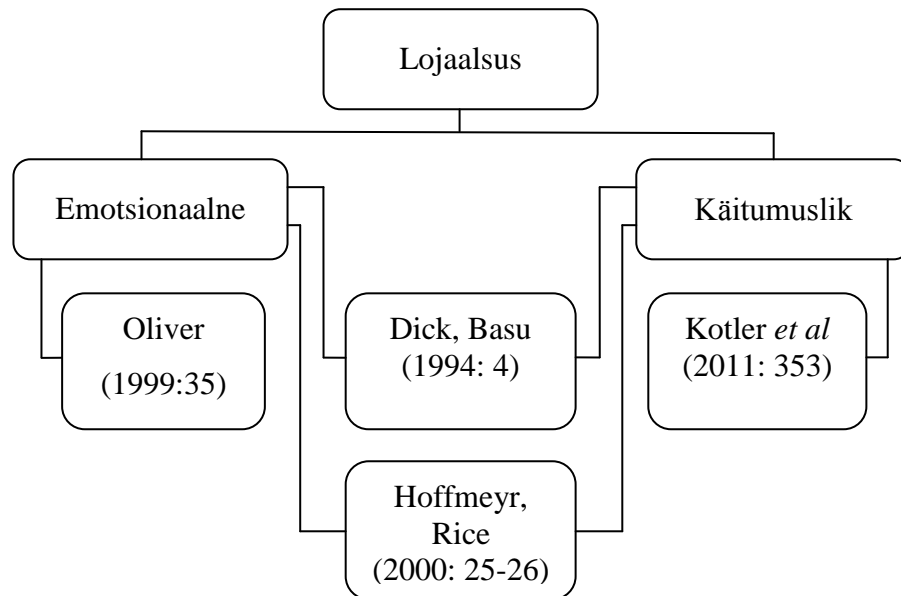 Lojaalsus
Emotsionaalne
Käitumuslik
Oliver
(1999:35)
Dick, Basu
(1994: 4)
Kotler et al
(2011: 353)
Hoffmeyr,
Rice
(2000: 25-26)